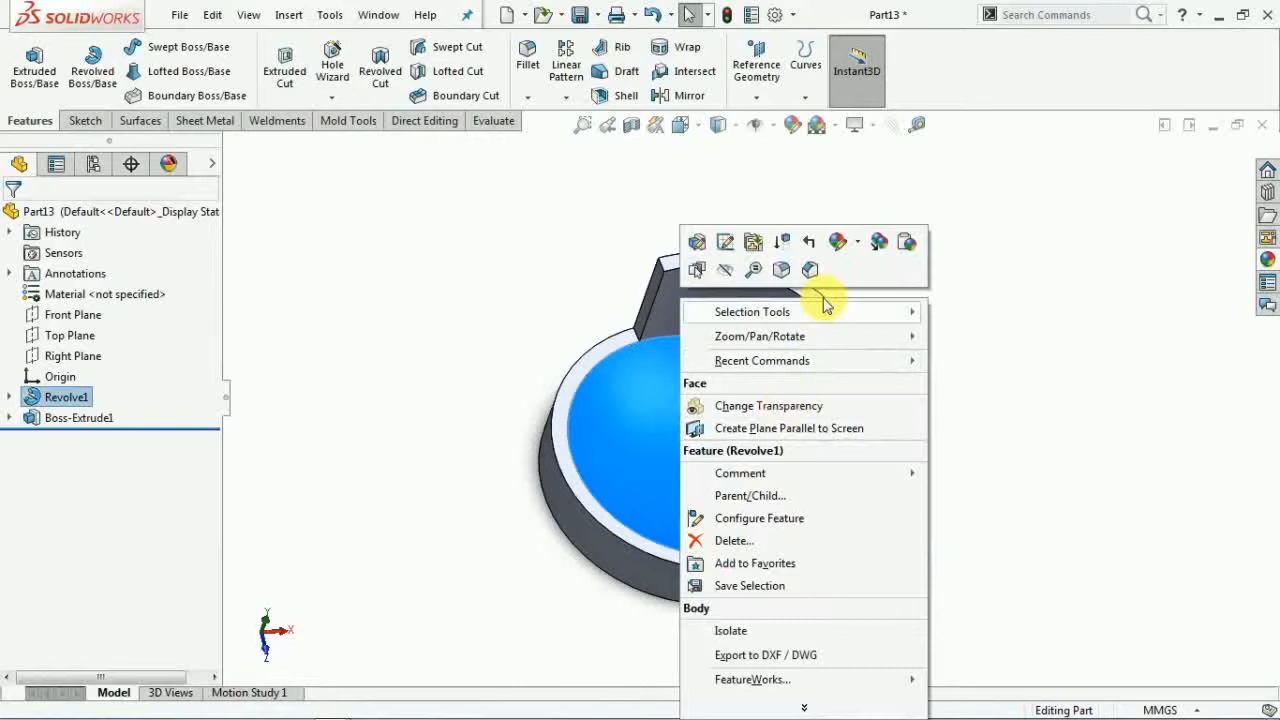 SOLIDWORKS File Edit View Insert Tools Window Help Part13 * Search Commands ?
Extruded Boss/Base
Revolved Boss/Base
Swept Boss/Base
Lofted Boss/Base
Boundary Boss/Base
Extruded Cut
Hole Wizard
Revolved Cut
Swept Cut
Lofted Cut
Boundary Cut
Fillet
Linear Pattern
Rib
Draft
Shell
Wrap
Intersect
Mirror
Reference Geometry
Curves
Instant3D
Features Sketch Surfaces Sheet Metal Weldments Mold Tools Direct Editing Evaluate
Part13 (Default<<Default>_Display Stat
History
Sensors
Annotations
Material <not specified>
Front Plane
Top Plane
Right Plane
Origin
Revolve1
Boss-Extrude1
Selection Tools
Zoom/Pan/Rotate
Recent Commands
Face
Change Transparency
Create Plane Parallel to Screen
Feature (Revolve1)
Comment
Parent/Child...
Configure Feature
Delete...
Add to Favorites
Save Selection
Body
Isolate
Export to DXF / DWG
FeatureWorks...
Y
X
Z
Model 3D Views Motion Study 1
Editing Part MMGS